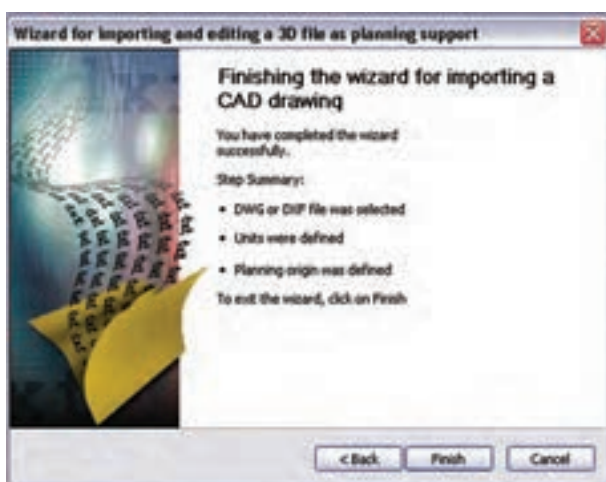 Wizard for importing and editing a 3D file as planning support
Finishing the wizard for importing a
CAD drawing
You have completed the wizard
successfully.
Step Summary:
• DWG or DXF file was selected
• Units were defined
• Planning origin was defined
To exit the wizard, click on Finish
< Back Finish Cancel